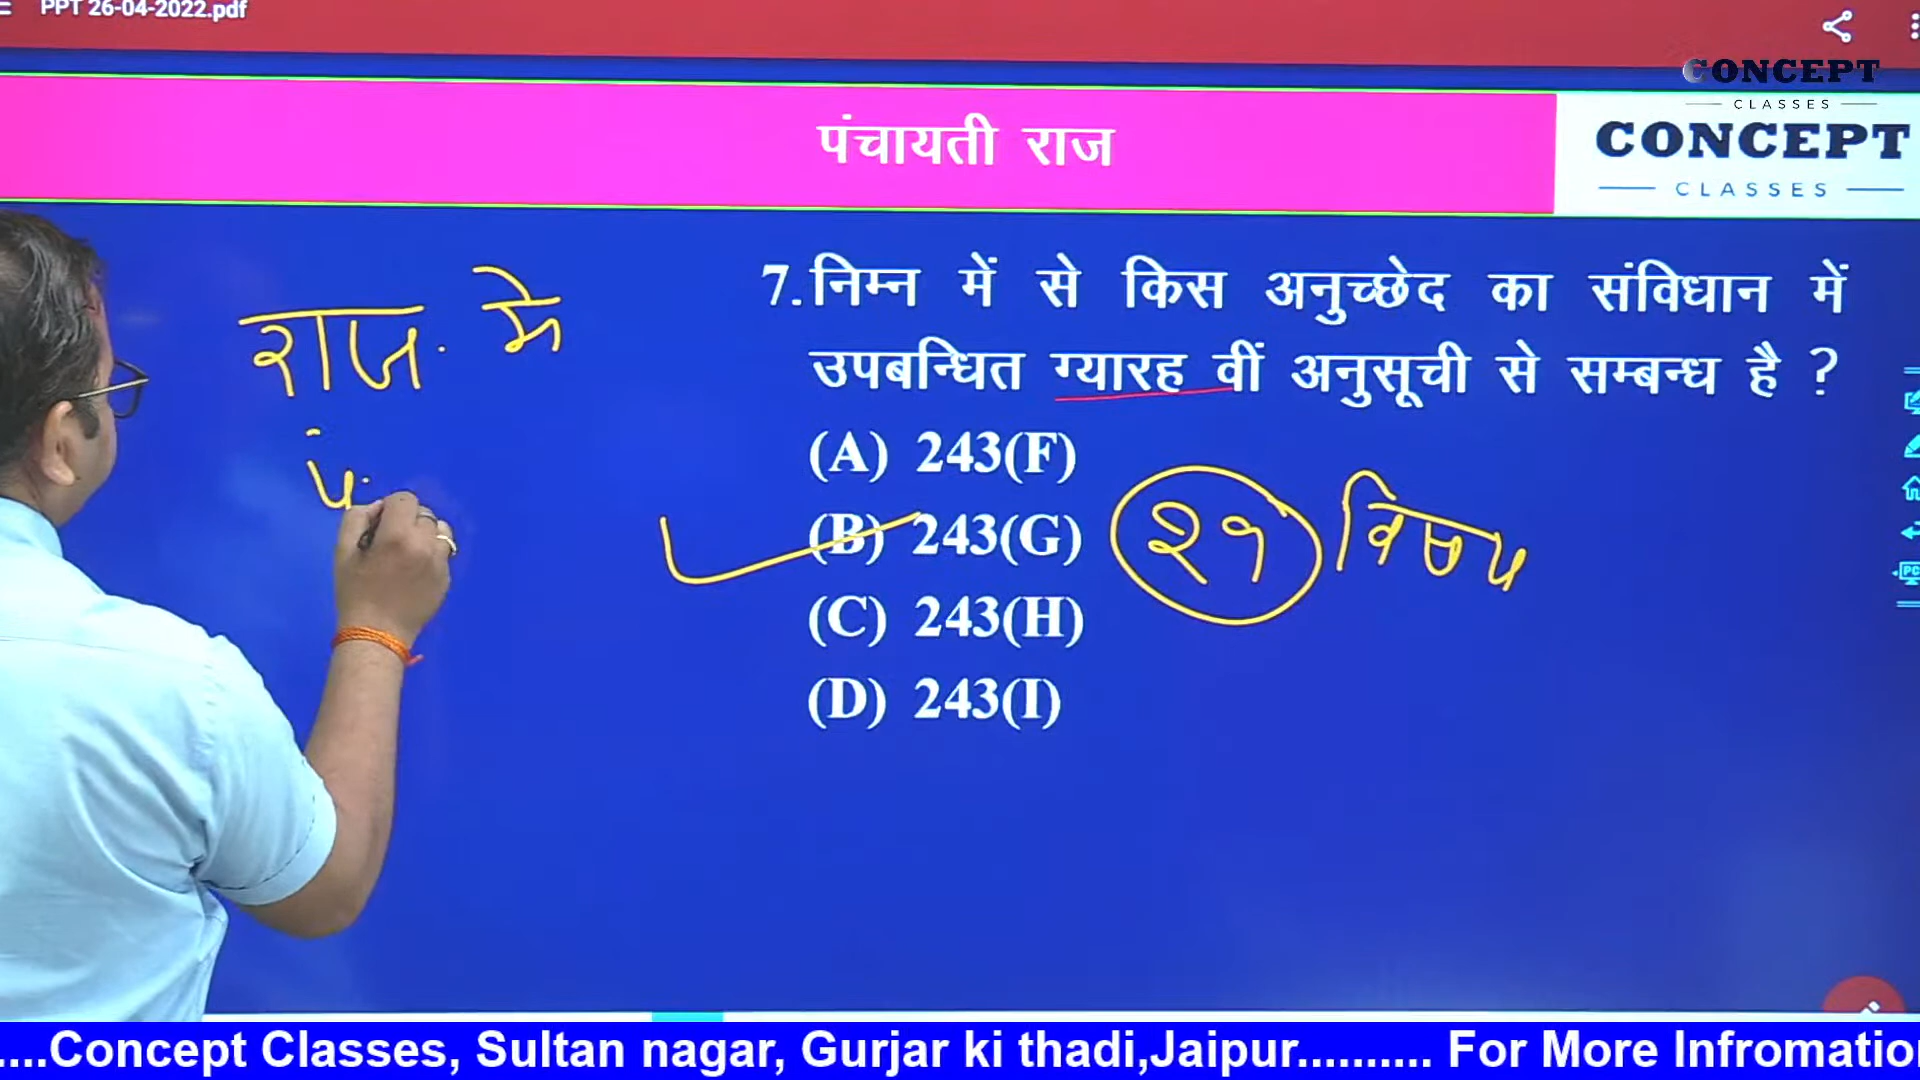 PPT 26-04-2022.pdf
CONCEPT
CLASSES
पंचायती राज
CONCEPT
CLASSES
राज. मे
पं.
7. निम्न में से किस अनुच्छेद का संविधान में
उपबन्धित ग्यारह वीं अनुसूची से सम्बन्ध है ?
(A) 243(F)
(B) 243(G) २९ विषय
(C) 243(H)
(D) 243(I)
....Concept Classes, Sultan nagar, Gurjar ki thadi,Jaipur.......... For More Infromation